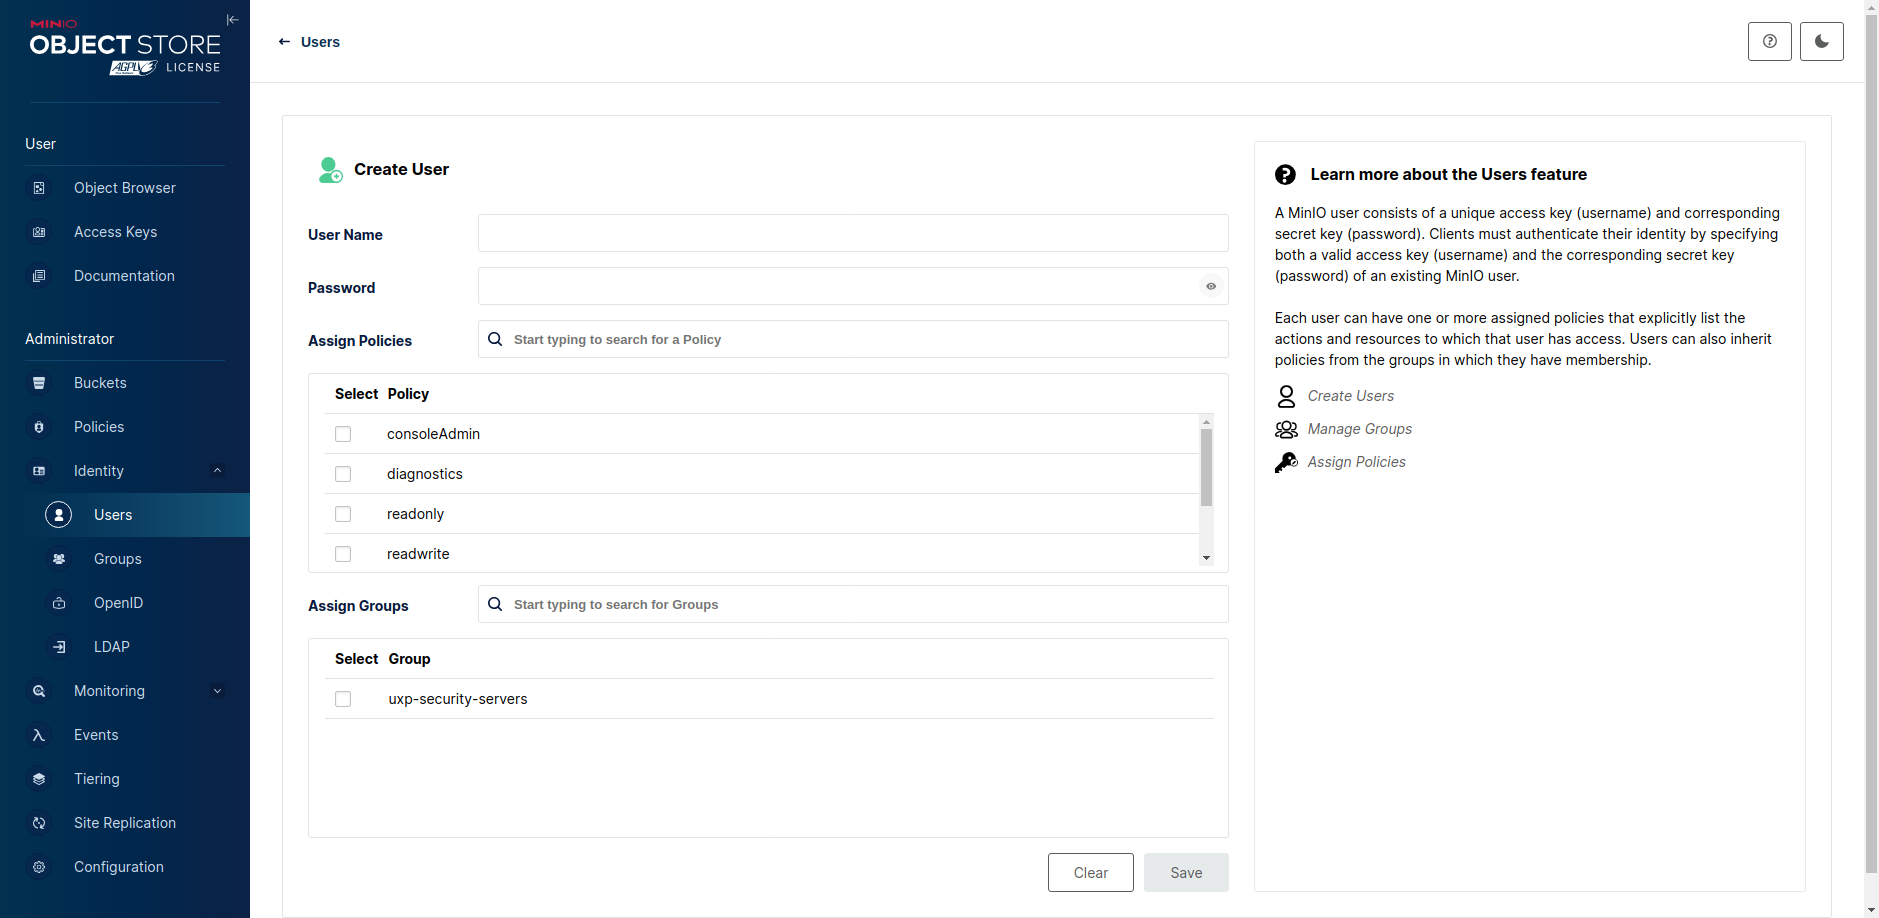 MINIO
OBJECT STORE
AGPL v3 LICENSE
User
Object Browser
Access Keys
Documentation
Administrator
Buckets
Policies
Identity
Users
Groups
OpenID
LDAP
Monitoring
Events
Tiering
Site Replication
Configuration
Users
Create User
User Name
Password
Assign Policies
Start typing to search for a Policy
Select Policy
consoleAdmin
diagnostics
readonly
readwrite
Assign Groups
Start typing to search for Groups
Select Group
uxp-security-servers
Clear
Save
Learn more about the Users feature
A MinIO user consists of a unique access key (username) and corresponding
secret key (password). Clients must authenticate their identity by specifying
both a valid access key (username) and the corresponding secret key
(password) of an existing MinIO user.
Each user can have one or more assigned policies that explicitly list the
actions and resources to which that user has access. Users can also inherit
policies from the groups in which they have membership.
Create Users
Manage Groups
Assign Policies